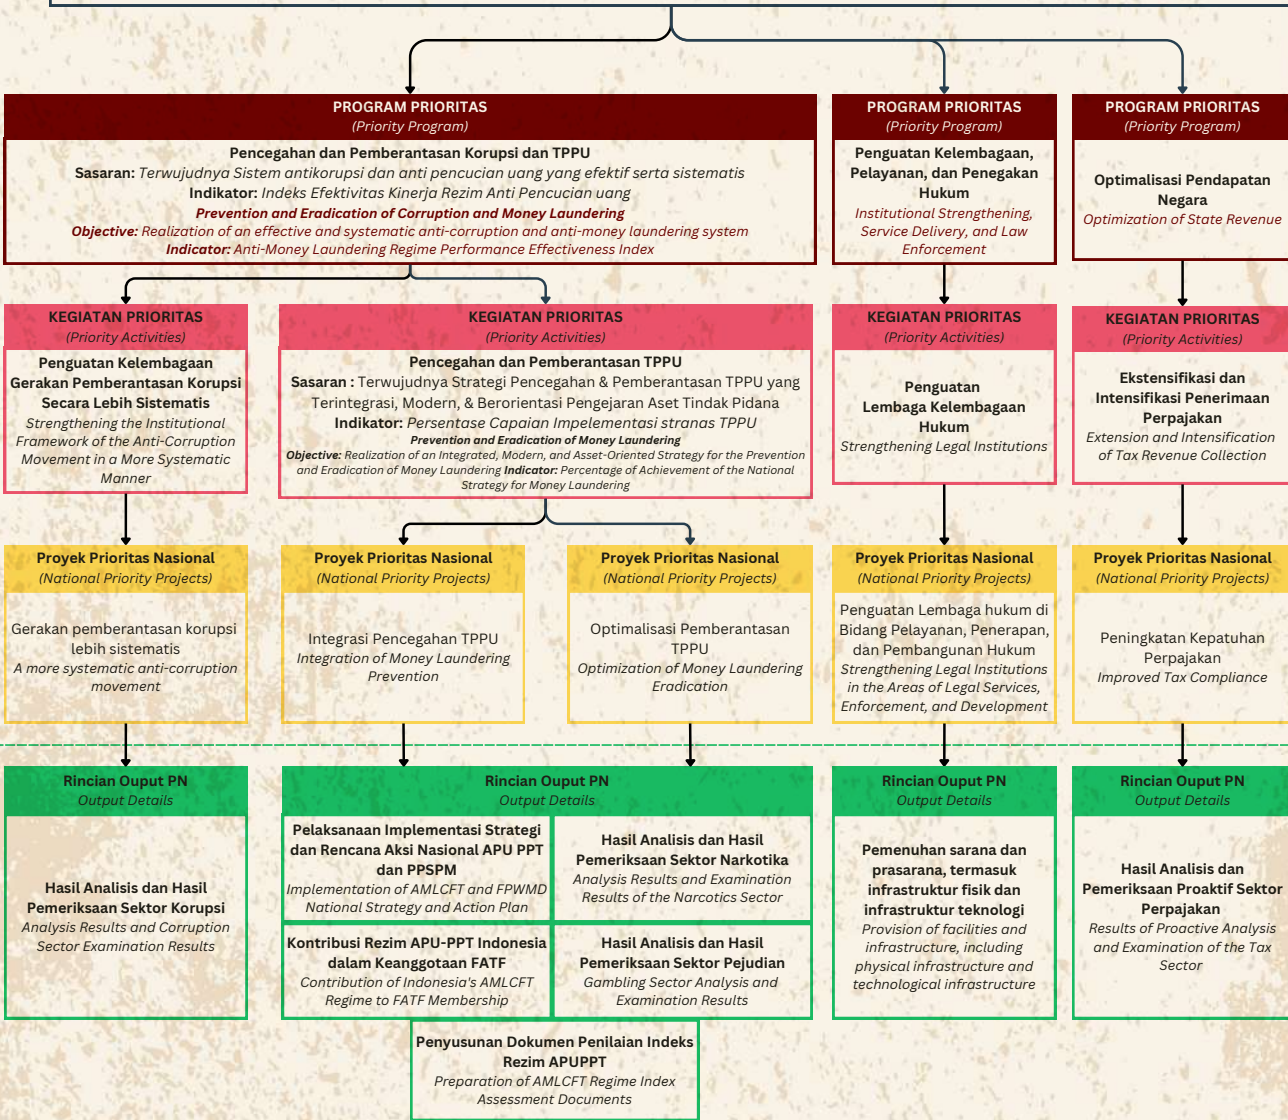 PROGRAM PRIORITAS
(Priority Program)
Pencegahan dan Pemberantasan Korupsi dan TPPU
Sasaran: Terwujudnya Sistem antikorupsi dan anti pencucian uang yang efektif serta sistematis
Indikator: Indeks Efektivitas Kinerja Rezim Anti Pencucian uang
Prevention and Eradication of Corruption and Money Laundering
Objective: Realization of an effective and systematic anti-corruption and anti-money laundering system
Indicator: Anti-Money Laundering Regime Performance Effectiveness Index
PROGRAM PRIORITAS
(Priority Program)
Penguatan Kelembagaan,
Pelayanan, dan Penegakan
Hukum
Institutional Strengthening,
Service Delivery, and Law
Enforcement
PROGRAM PRIORITAS
(Priority Program)
Optimalisasi Pendapatan
Negara
Optimization of State Revenue
KEGIATAN PRIORITAS
(Priority Activities)
Penguatan Kelembagaan
Gerakan Pemberantasan Korupsi
Secara Lebih Sistematis
Strengthening the Institutional
Framework of the Anti-Corruption
Movement in a More Systematic
Manner
KEGIATAN PRIORITAS
(Priority Activities)
Pencegahan dan Pemberantasan TPPU
Sasaran : Terwujudnya Strategi Pencegahan & Pemberantasan TPPU yang
Terintegrasi, Modern, & Berorientasi Pengejaran Aset Tindak Pidana
Indikator: Persentase Capaian Impelementasi stranas TPPU
Prevention and Eradication of Money Laundering
Objective: Realization of an Integrated, Modern, and Asset-Oriented Strategy for the Prevention
and Eradication of Money Laundering Indicator: Percentage of Achievement of the National
Strategy for Money Laundering
KEGIATAN PRIORITAS
(Priority Activities)
Penguatan
Lembaga Kelembagaan
Hukum
Strengthening Legal Institutions
KEGIATAN PRIORITAS
(Priority Activities)
Ekstensifikasi dan
Intensifikasi Penerimaan
Perpajakan
Extension and Intensification
of Tax Revenue Collection
Proyek Prioritas Nasional
(National Priority Projects)
Gerakan pemberantasan korupsi
lebih sistematis
A more systematic anti-corruption
movement
Proyek Prioritas Nasional
(National Priority Projects)
Integrasi Pencegahan TPPU
Integration of Money Laundering
Prevention
Proyek Prioritas Nasional
(National Priority Projects)
Optimalisasi Pemberantasan
TPPU
Optimization of Money Laundering
Eradication
Proyek Prioritas Nasional
(National Priority Projects)
Penguatan Lembaga hukum di
Bidang Pelayanan, Penerapan,
dan Pembangunan Hukum
Strengthening Legal Institutions
in the Areas of Legal Services,
Enforcement, and Development
Proyek Prioritas Nasional
(National Priority Projects)
Peningkatan Kepatuhan
Perpajakan
Improved Tax Compliance
Rincian Ouput PN
Output Details
Hasil Analisis dan Hasil
Pemeriksaan Sektor Korupsi
Analysis Results and Corruption
Sector Examination Results
Rincian Ouput PN
Output Details
Pelaksanaan Implementasi Strategi
dan Rencana Aksi Nasional APU PPT
dan PPSPM
Implementation of AMLCFT and FPWMD
National Strategy and Action Plan
Hasil Analisis dan Hasil
Pemeriksaan Sektor Narkotika
Analysis Results and Examination
Results of the Narcotics Sector
Kontribusi Rezim APU-PPT Indonesia
dalam Keanggotaan FATF
Contribution of Indonesia's AMLCFT
Regime to FATF Membership
Hasil Analisis dan Hasil
Pemeriksaan Sektor Pejudian
Gambling Sector Analysis and
Examination Results
Penyusunan Dokumen Penilaian Indeks
Rezim APUPPT
Preparation of AMLCFT Regime Index
Assessment Documents
Rincian Ouput PN
Output Details
Pemenuhan sarana dan
prasarana, termasuk
infrastruktur fisik dan
infrastruktur teknologi
Provision of facilities and
infrastructure, including
physical infrastructure and
technological infrastructure
Rincian Ouput PN
Output Details
Hasil Analisis dan
Pemeriksaan Proaktif Sektor
Perpajakan
Results of Proactive Analysis
and Examination of the Tax
Sector